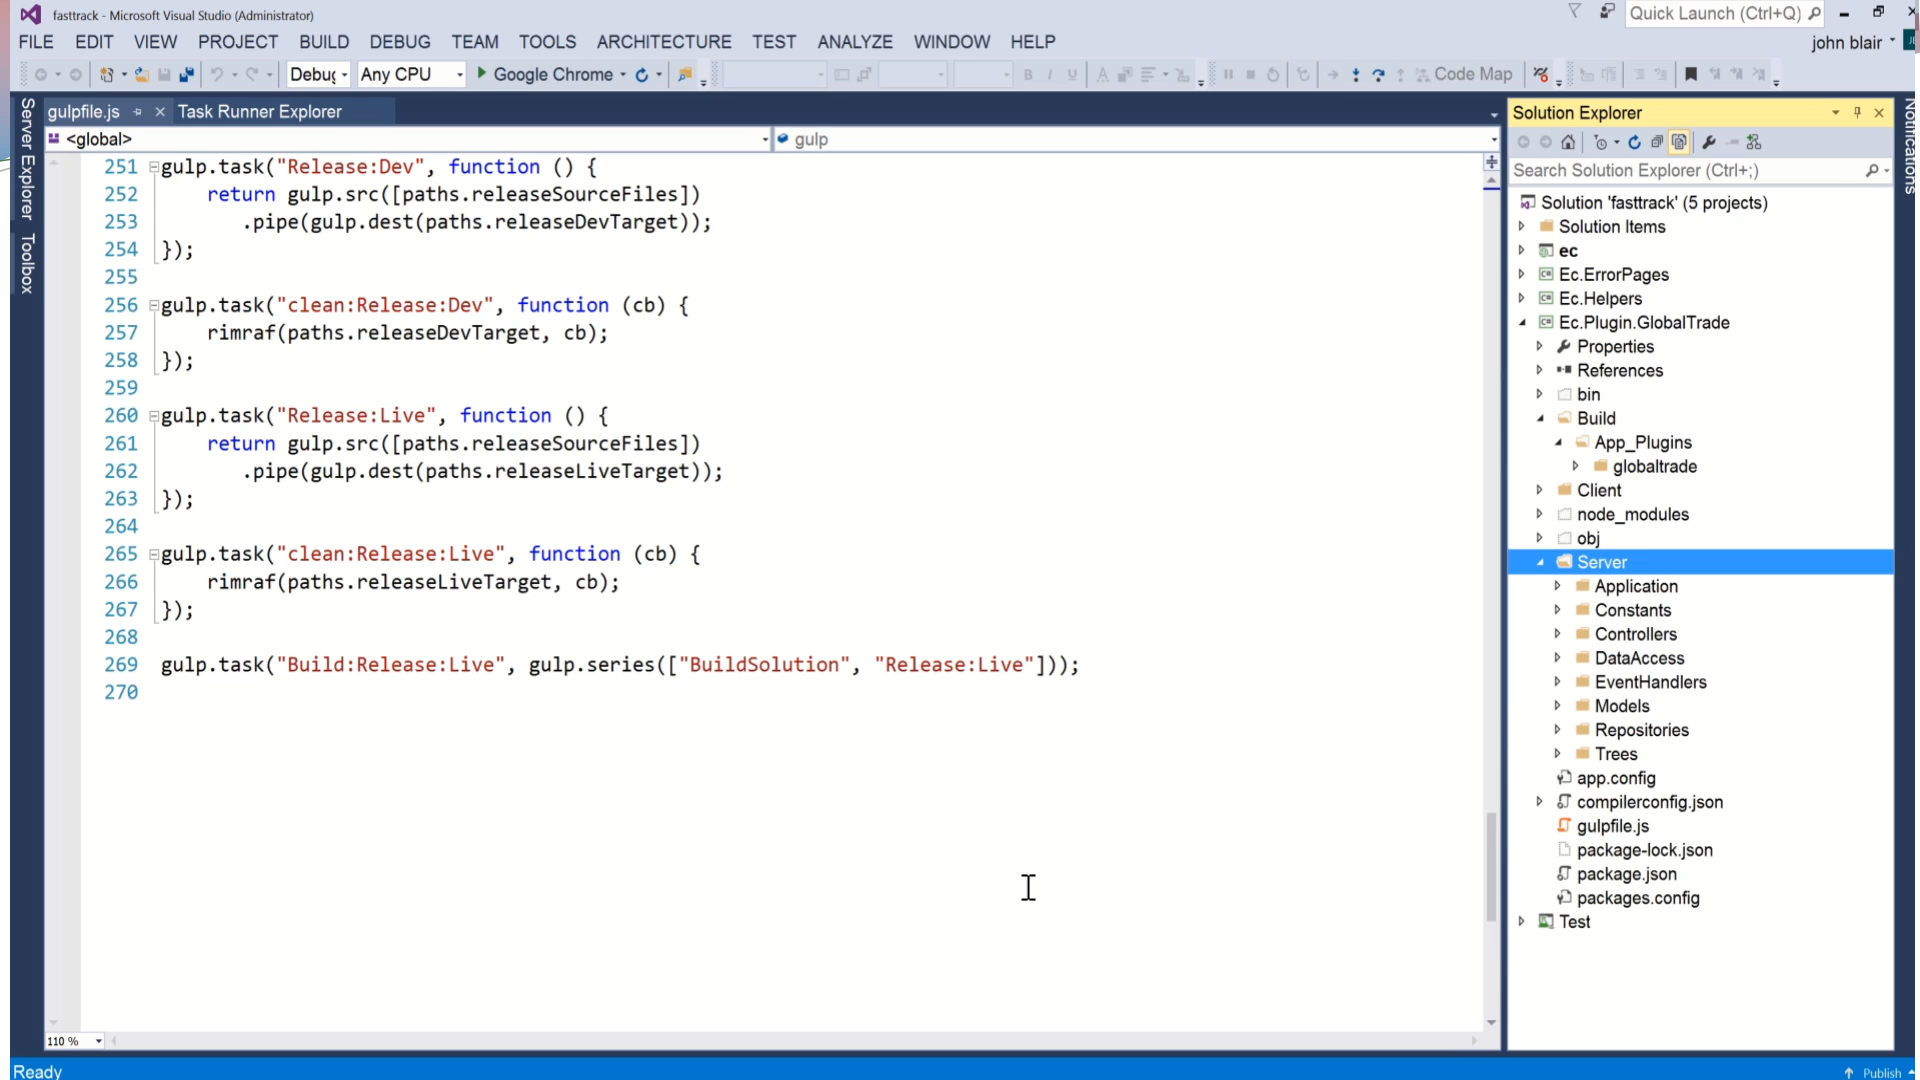 fasttrack - Microsoft Visual Studio (Administrator)
Quick Launch (Ctrl+Q)
FILE EDIT VIEW PROJECT BUILD DEBUG TEAM TOOLS ARCHITECTURE TEST ANALYZE WINDOW HELP
john blair
Debug Any CPU Google Chrome Code Map
Server Explorer
Toolbox
gulpfile.js
Task Runner Explorer
<global>
gulp
251 gulp.task("Release:Dev", function () {
252 return gulp.src([paths.releaseSourceFiles])
253 .pipe(gulp.dest(paths.releaseDevTarget));
254 });
255
256 gulp.task("clean:Release:Dev", function (cb) {
257 rimraf(paths.releaseDevTarget, cb);
258 });
259
260 gulp.task("Release:Live", function () {
261 return gulp.src([paths.releaseSourceFiles])
262 .pipe(gulp.dest(paths.releaseLiveTarget));
263 });
264
265 gulp.task("clean:Release:Live", function (cb) {
266 rimraf(paths.releaseLiveTarget, cb);
267 });
268
269 gulp.task("Build:Release:Live", gulp.series(["BuildSolution", "Release:Live"]));
270
110 %
Solution Explorer
Search Solution Explorer (Ctrl+;)
Solution 'fasttrack' (5 projects)
Solution Items
ec
Ec.ErrorPages
Ec.Helpers
Ec.Plugin.GlobalTrade
Properties
References
bin
Build
App_Plugins
globaltrade
Client
node_modules
obj
Server
Application
Constants
Controllers
DataAccess
EventHandlers
Models
Repositories
Trees
app.config
compilerconfig.json
gulpfile.js
package-lock.json
package.json
packages.config
Test
Notifications
Ready
Publish